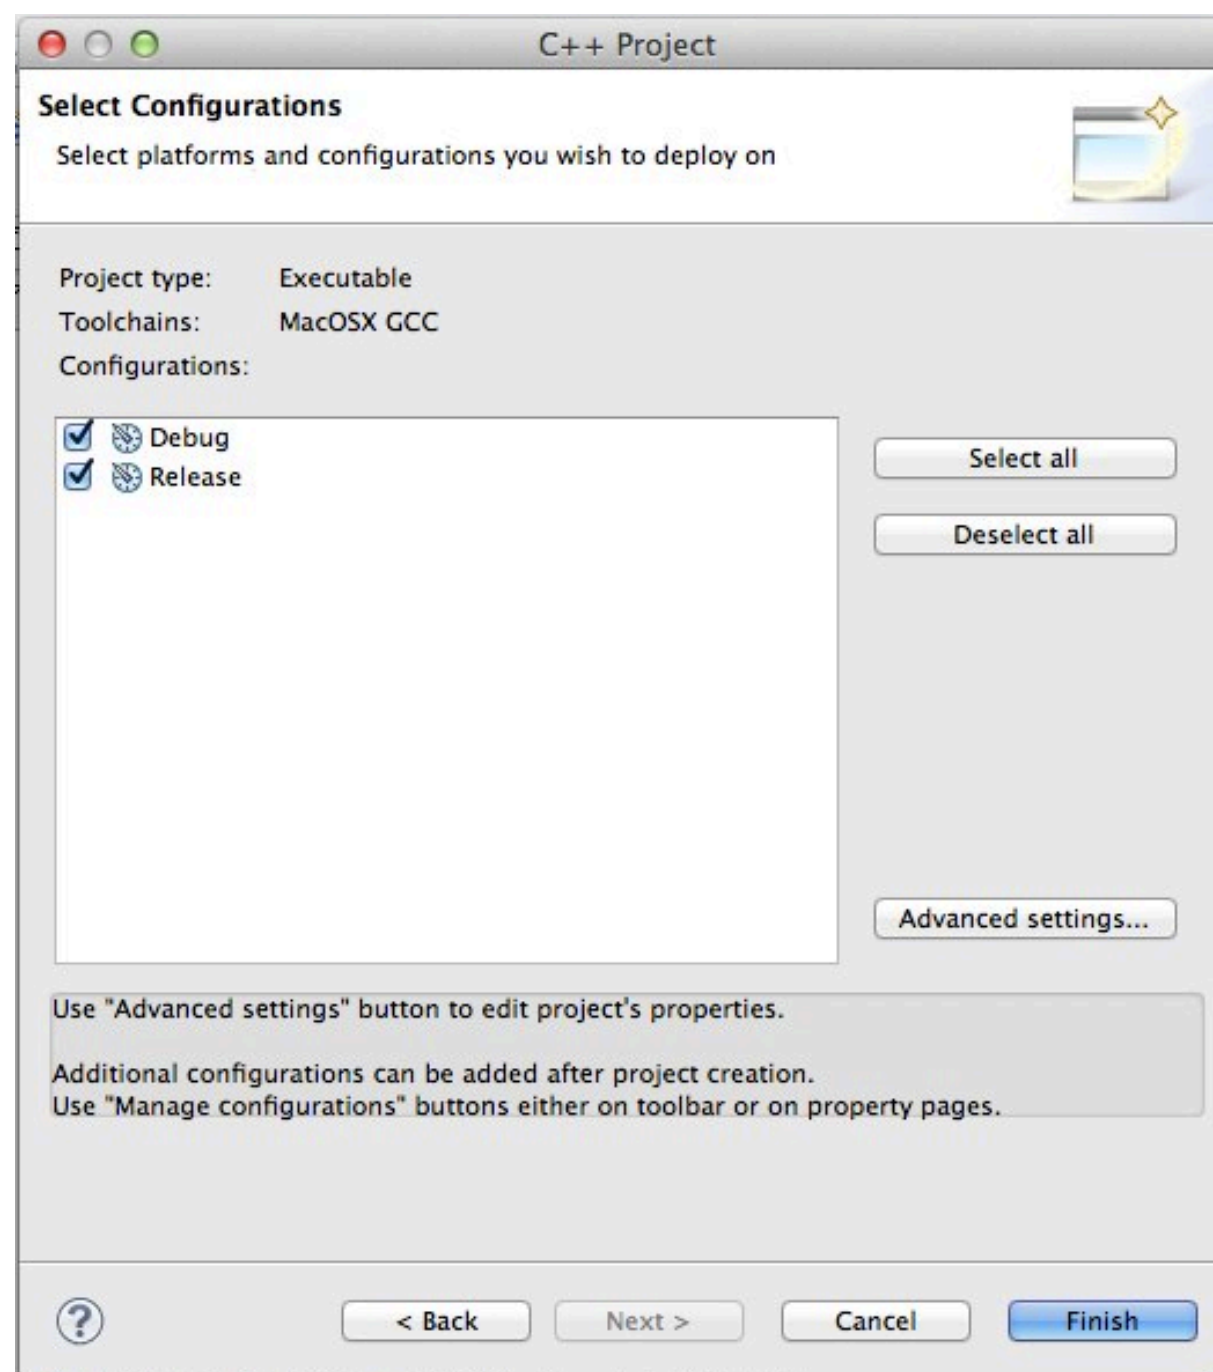 C++ Project
Select Configurations
Select platforms and configurations you wish to deploy on
Project type: Executable
Toolchains: MacOSX GCC
Configurations:
Debug
Release
Select all
Deselect all
Advanced settings...
Use "Advanced settings" button to edit project's properties.
Additional configurations can be added after project creation.
Use "Manage configurations" buttons either on toolbar or on property pages.
?
< Back
Next >
Cancel
Finish